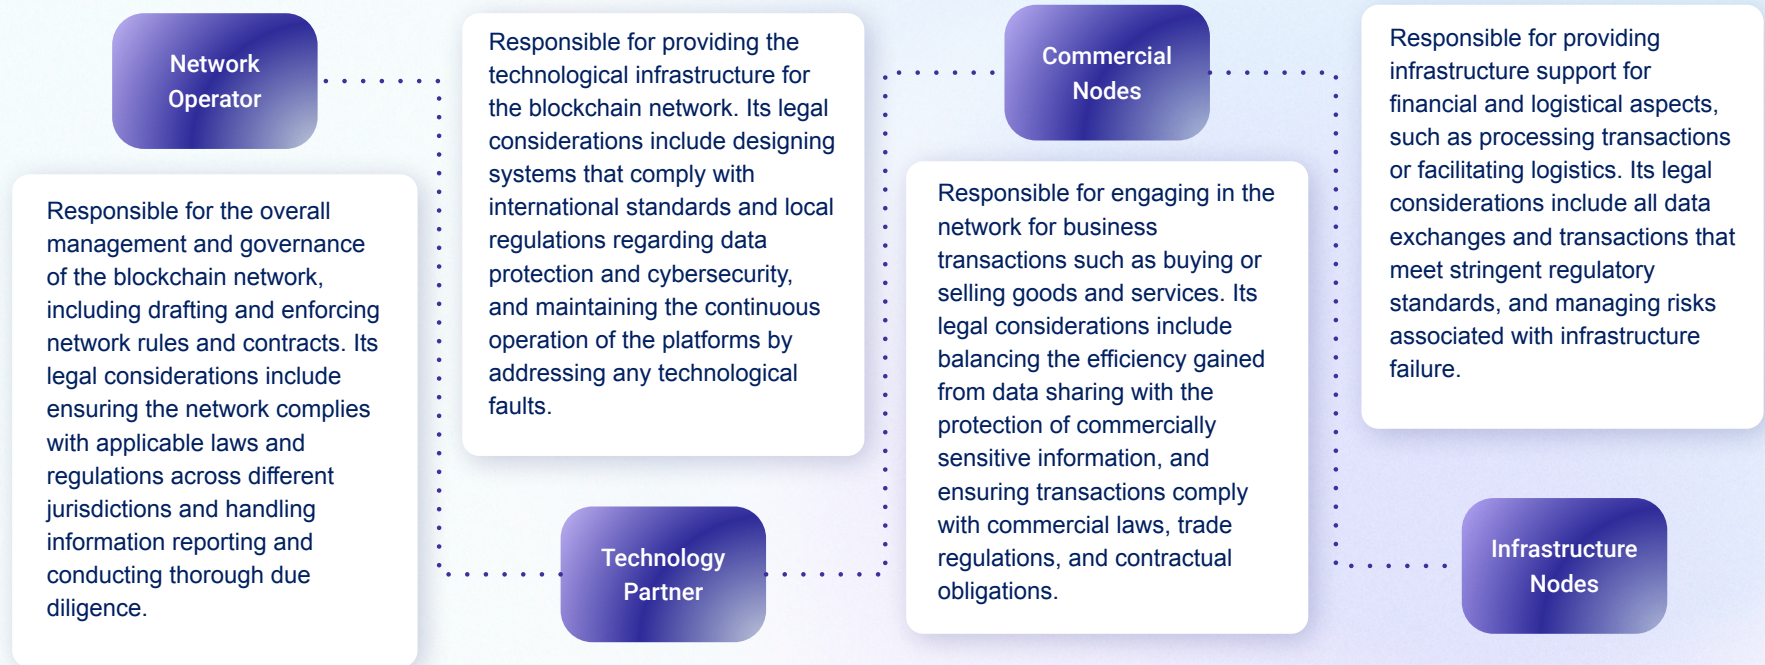 Network
Operator
Responsible for the overall
management and governance
of the blockchain network,
including drafting and enforcing
network rules and contracts. Its
legal considerations include
ensuring the network complies
with applicable laws and
regulations across different
jurisdictions and handling
information reporting and
conducting thorough due
diligence.
Responsible for providing the
technological infrastructure for
the blockchain network. Its legal
considerations include designing
systems that comply with
international standards and local
regulations regarding data
protection and cybersecurity,
and maintaining the continuous
operation of the platforms by
addressing any technological
faults.
Technology
Partner
Commercial
Nodes
Responsible for engaging in the
network for business
transactions such as buying or
selling goods and services. Its
legal considerations include
balancing the efficiency gained
from data sharing with the
protection of commercially
sensitive information, and
ensuring transactions comply
with commercial laws, trade
regulations, and contractual
obligations.
Responsible for providing
infrastructure support for
financial and logistical aspects,
such as processing transactions
or facilitating logistics. Its legal
considerations include all data
exchanges and transactions that
meet stringent regulatory
standards, and managing risks
associated with infrastructure
failure.
Infrastructure
Nodes